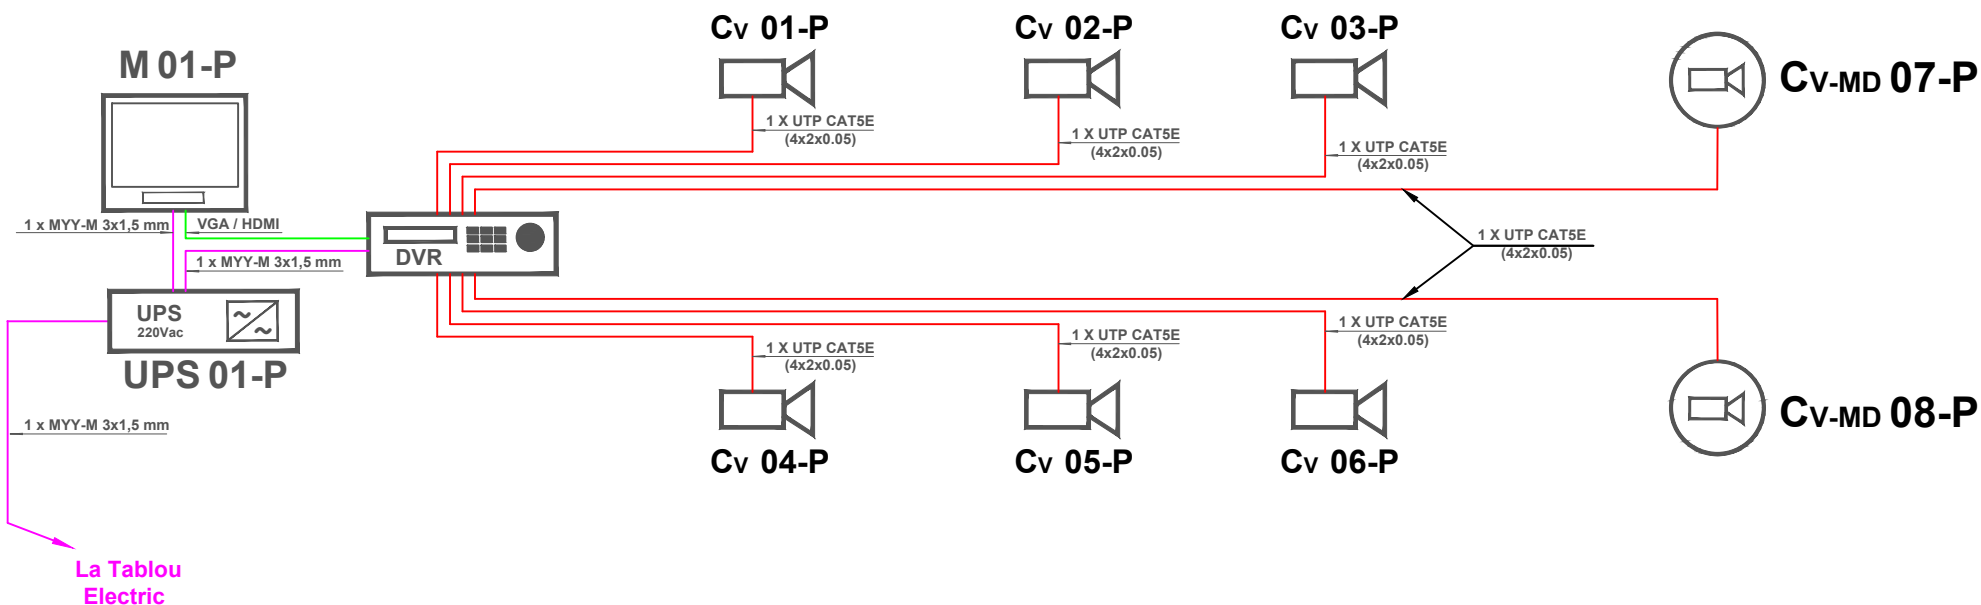 Cv 01-P
Cv 02-P
Cv 03-P
M 01-P
Cv-MD 07-P
1 X UTP CAT5E
(4x2x0.05)
1 X UTP CAT5E
(4x2x0.05)
1 X UTP CAT5E
(4x2x0.05)
1 x MYY-M 3x1,5 mm
VGA / HDMI
1 X UTP CAT5E
(4x2x0.05)
DVR
1 x MYY-M 3x1,5 mm
UPS
220Vac
UPS 01-P
1 X UTP CAT5E
(4x2x0.05)
1 X UTP CAT5E
(4x2x0.05)
1 X UTP CAT5E
(4x2x0.05)
Cv-MD 08-P
1 x MYY-M 3x1,5 mm
Cv 04-P
Cv 05-P
Cv 06-P
La Tablou
Electric